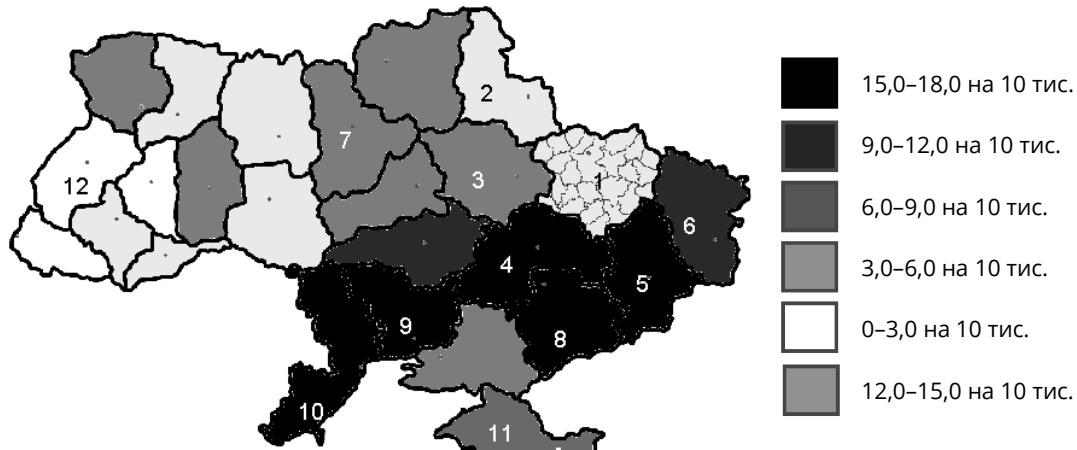 2
7
12
3
1
6
4
5
9
8
10
11
15,0–18,0 на 10 тис.
9,0–12,0 на 10 тис.
6,0–9,0 на 10 тис.
3,0–6,0 на 10 тис.
0–3,0 на 10 тис.
12,0–15,0 на 10 тис.